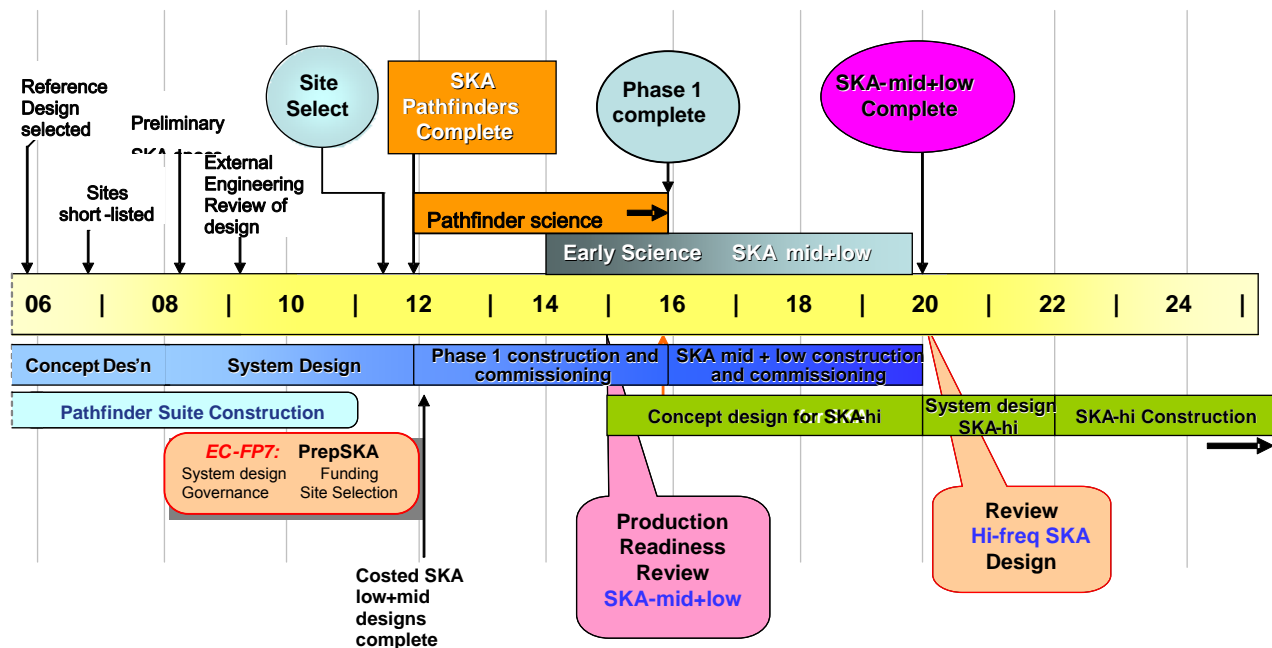 Reference
Design
selected
Sites
short-listed
Preliminary
External
Engineering
Review of
design
Site
Select
SKA
Pathfinders
Complete
Phase 1
complete
SKA-mid+low
Complete
Pathfinder science
Early Science SKA mid+low
06 | 08 | 10 | 12 | 14 | 16 | 18 | 20 | 22 | 24 |
Concept Des'n
System Design
Phase 1 construction and
commissioning
SKA mid + low construction
and commissioning
Pathfinder Suite Construction
Concept design for SKA-hi
System design
SKA-hi
SKA-hi Construction
EC-FP7: PrepSKA
System design Funding
Governance Site Selection
Costed SKA
low+mid
designs
complete
Production
Readiness
Review
SKA-mid+low
Review
Hi-freq SKA
Design